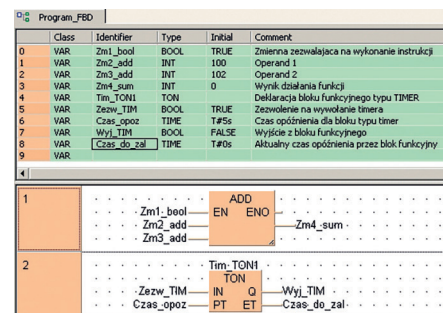 Program_FBD
Class Identifier Type Initial Comment
0 VAR Zm1_bool BOOL TRUE Zmienna zezwalajaca na wykonanie instrukcji
1 VAR Zm2_add INT 100 Operand 1
2 VAR Zm3_add INT 102 Operand 2
3 VAR Zm4_sum INT 0 Wynik działania funkcji
4 VAR Tim_TON1 TON Deklaracja bloku funkcyjnego typu TIMER
5 VAR Zezw_TIM BOOL TRUE Zezwolenie na wywołanie timera
6 VAR Czas_opoz TIME T#5s Czas opóźnienia dla bloku typu timer
7 VAR Wyj_TIM BOOL FALSE Wyjście z bloku funkcyjnego
8 VAR Czas_do_zal TIME T#0s Aktualny czas opóźnienia przez blok funkcyjny
9 VAR
1
ADD
Zm1_bool EN ENO
Zm2_add Zm4_sum
Zm3_add
2
Tim_TON1
TON
Zezw_TIM IN Q Wyj_TIM
Czas_opoz PT ET Czas_do_zal